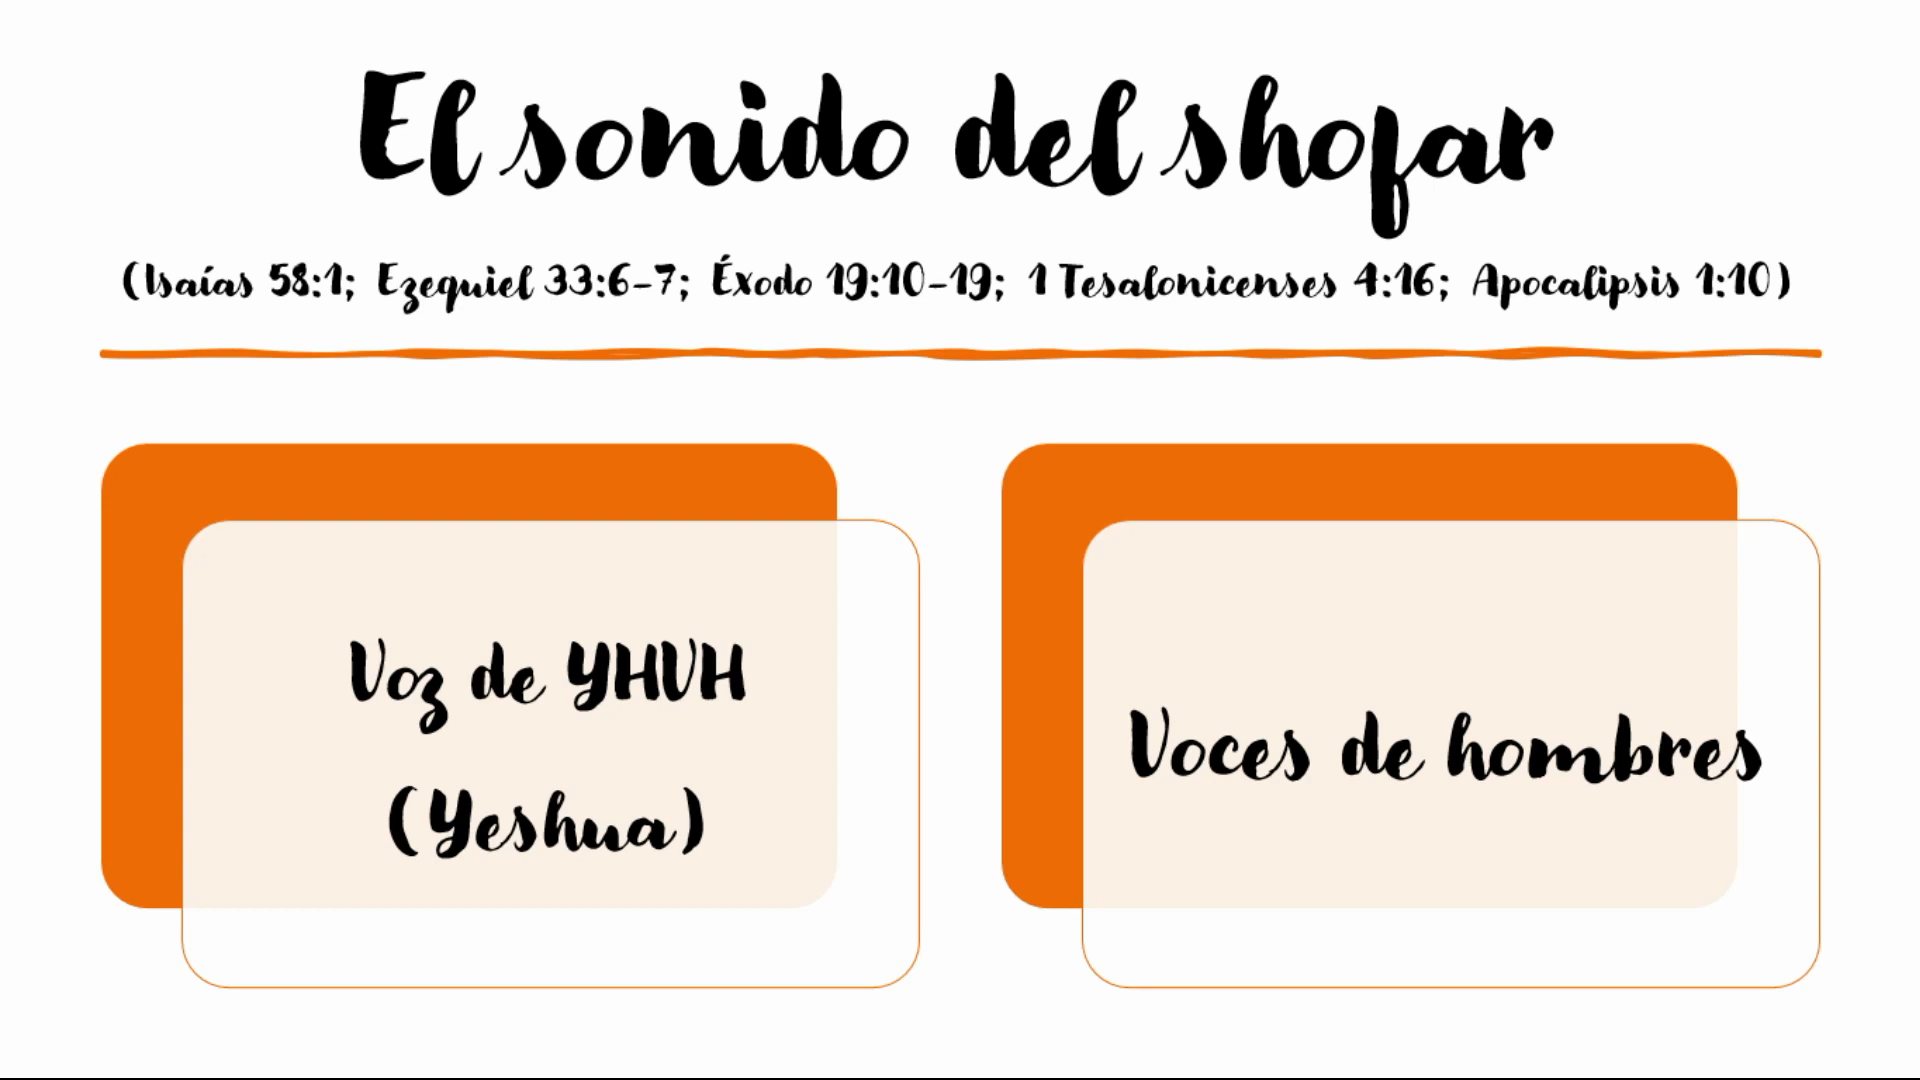 El sonido del shofar
(Isaías 58:1; Ezequiel 33:6-7; Éxodo 19:10-19; 1 Tesalonicenses 4:16; Apocalipsis 1:10)
Voz de YHVH
(Yeshua)
Voces de hombres